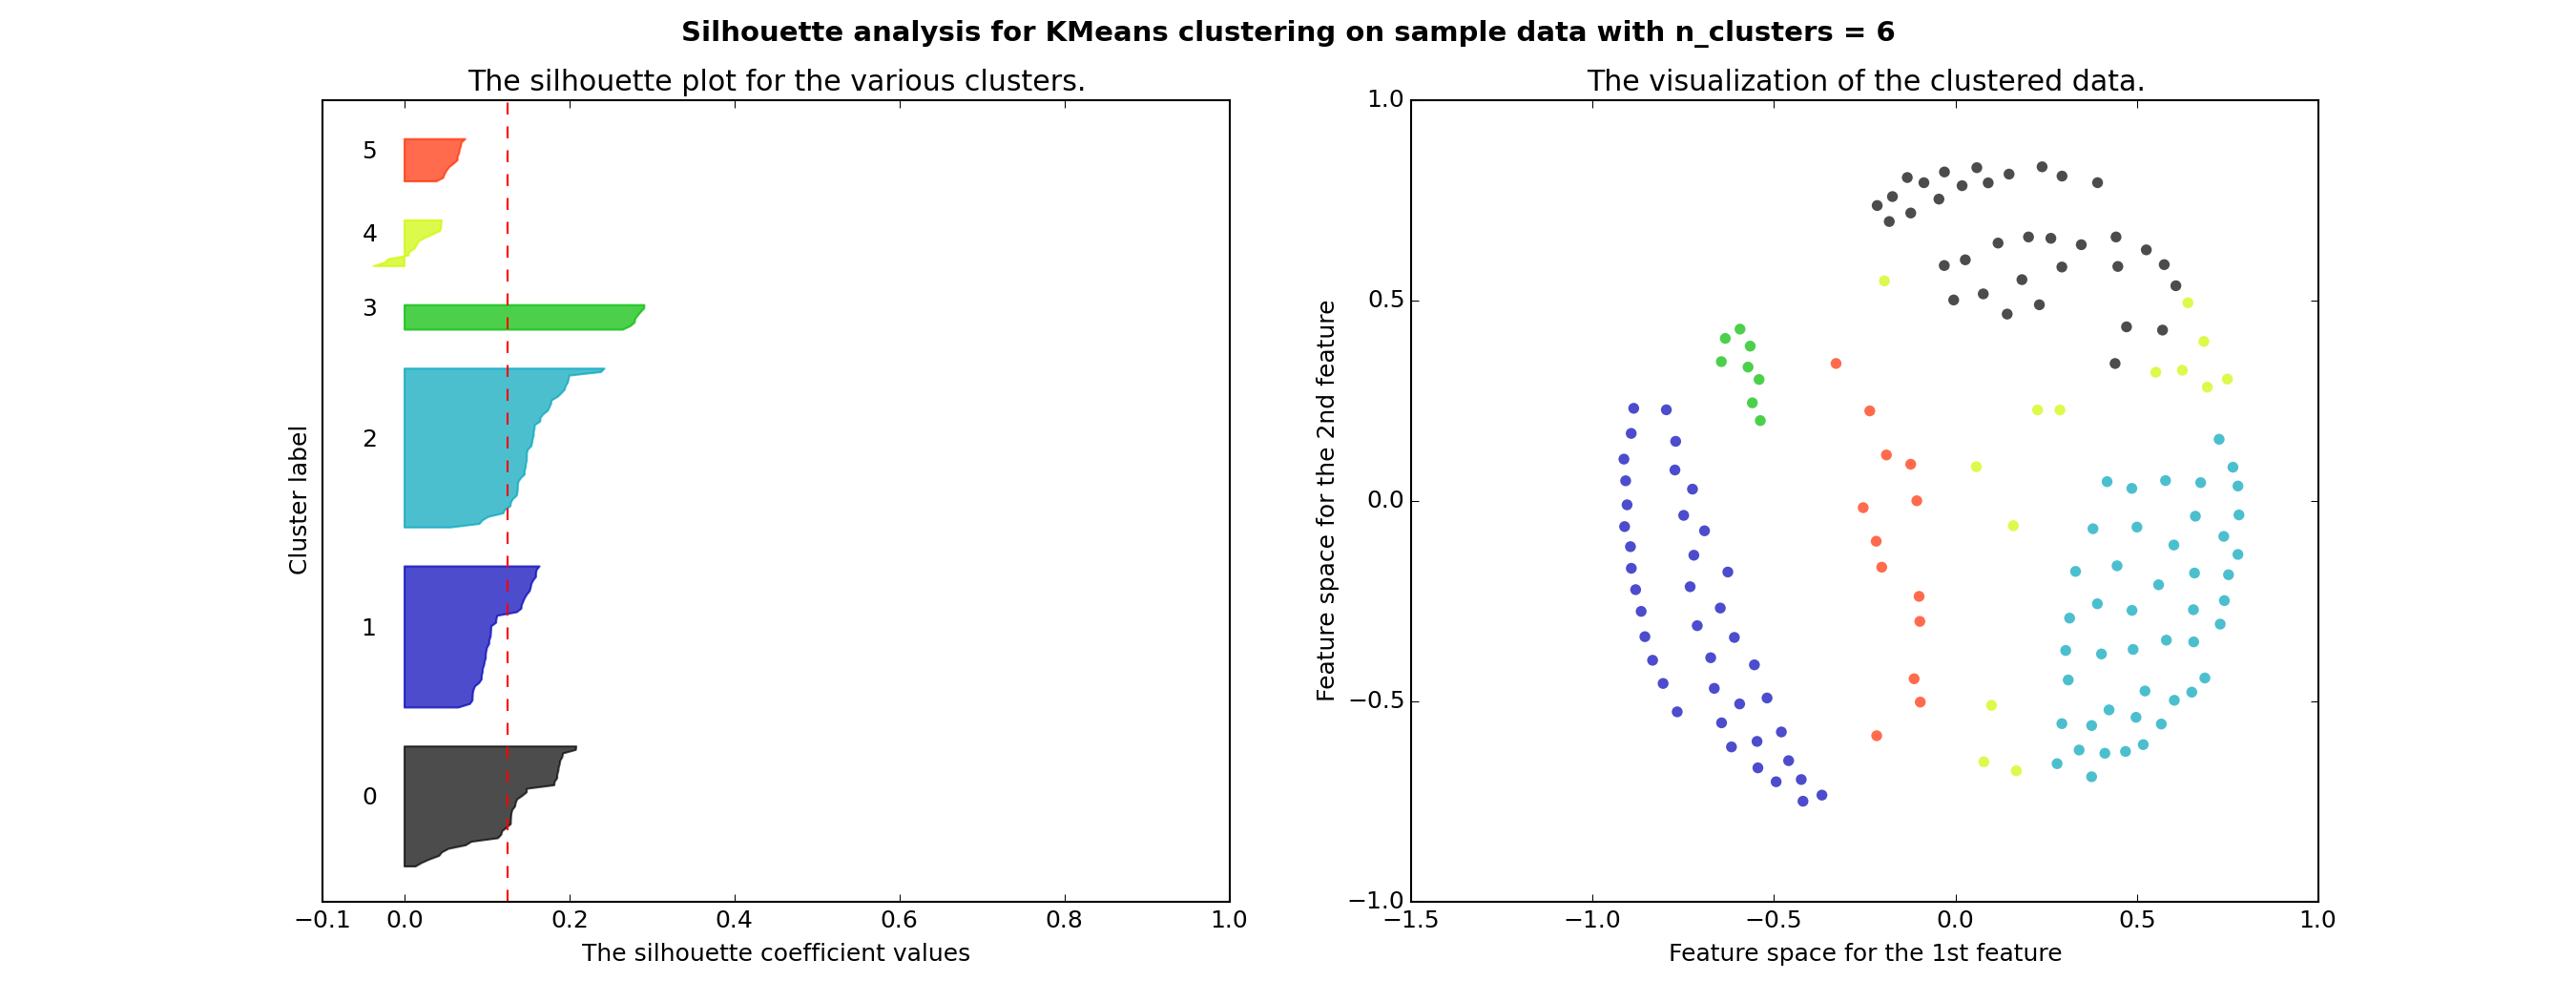 Silhouette analysis for KMeans clustering on sample data with n_clusters = 6
The silhouette plot for the various clusters.
5
4
3
2
1
0
Cluster label
−0.1 0.0 0.2 0.4 0.6 0.8 1.0
The silhouette coefficient values
The visualization of the clustered data.
1.0
0.5
0.0
−0.5
−1.0
Feature space for the 2nd feature
−1.5 −1.0 −0.5 0.0 0.5 1.0
Feature space for the 1st feature